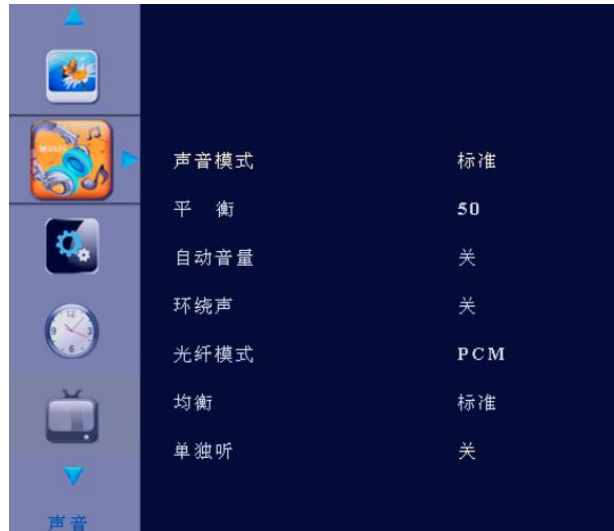 Music
声音模式 标准
平 衡 50
自动音量 关
环绕声 关
光纤模式 PCM
均衡 标准
单独听 关
声音